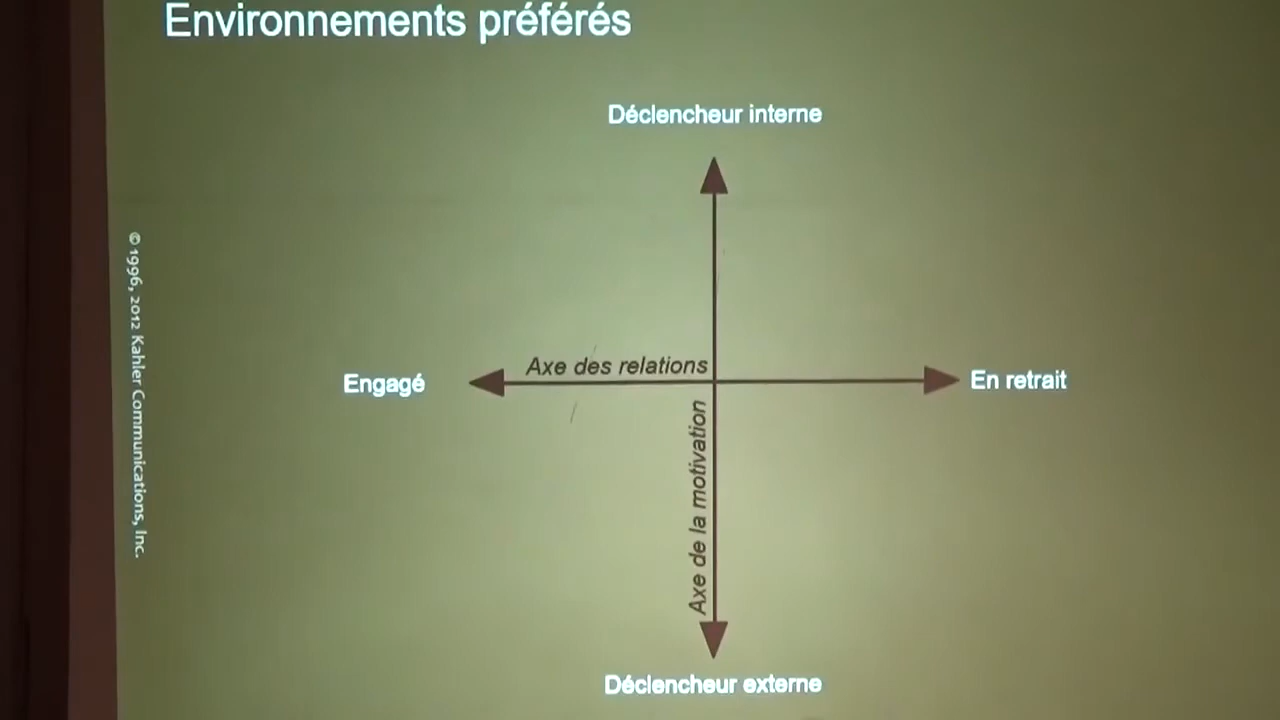 Environnements préférés
Déclencheur interne
Axe des relations
Engagé
En retrait
Axe de la motivation
Déclencheur externe
© 1996, 2012 Kahler Communications, Inc.